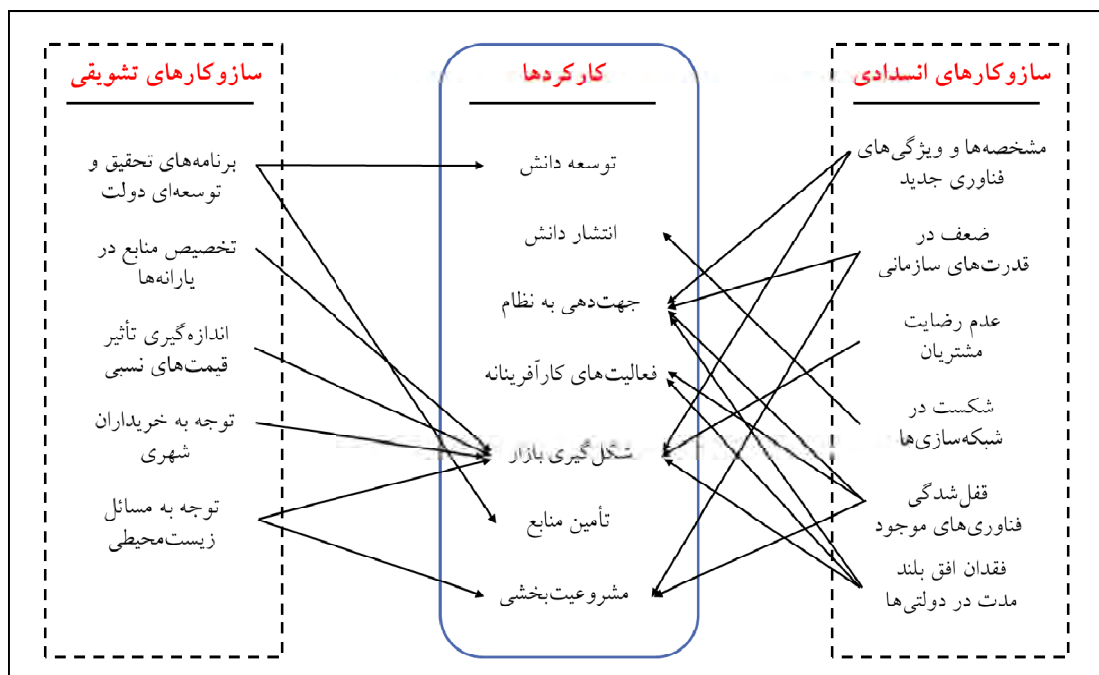 سازوکارهای انسدادی
مشخصه‌ها و ویژگی‌های
فناوری جدید
ضعف در
قدرت‌های سازمانی
عدم رضایت
مشتریان
شکست در
شبکه‌سازی‌ها
قفل‌شدگی
فناوری‌های موجود
فقدان افق بلند
مدت در دولتی‌ها
کارکردها
توسعه دانش
انتشار دانش
جهت‌دهی به نظام
فعالیت‌های کارآفرینانه
شکل‌گیری بازار
تأمین منابع
مشروعیت‌بخشی
سازوکارهای تشویقی
برنامه‌های تحقیق و
توسعه‌ای دولت
تخصیص منابع در
یارانه‌ها
اندازه‌گیری تأثیر
قیمت‌های نسبی
توجه به خریداران
شهری
توجه به مسائل
زیست‌محیطی